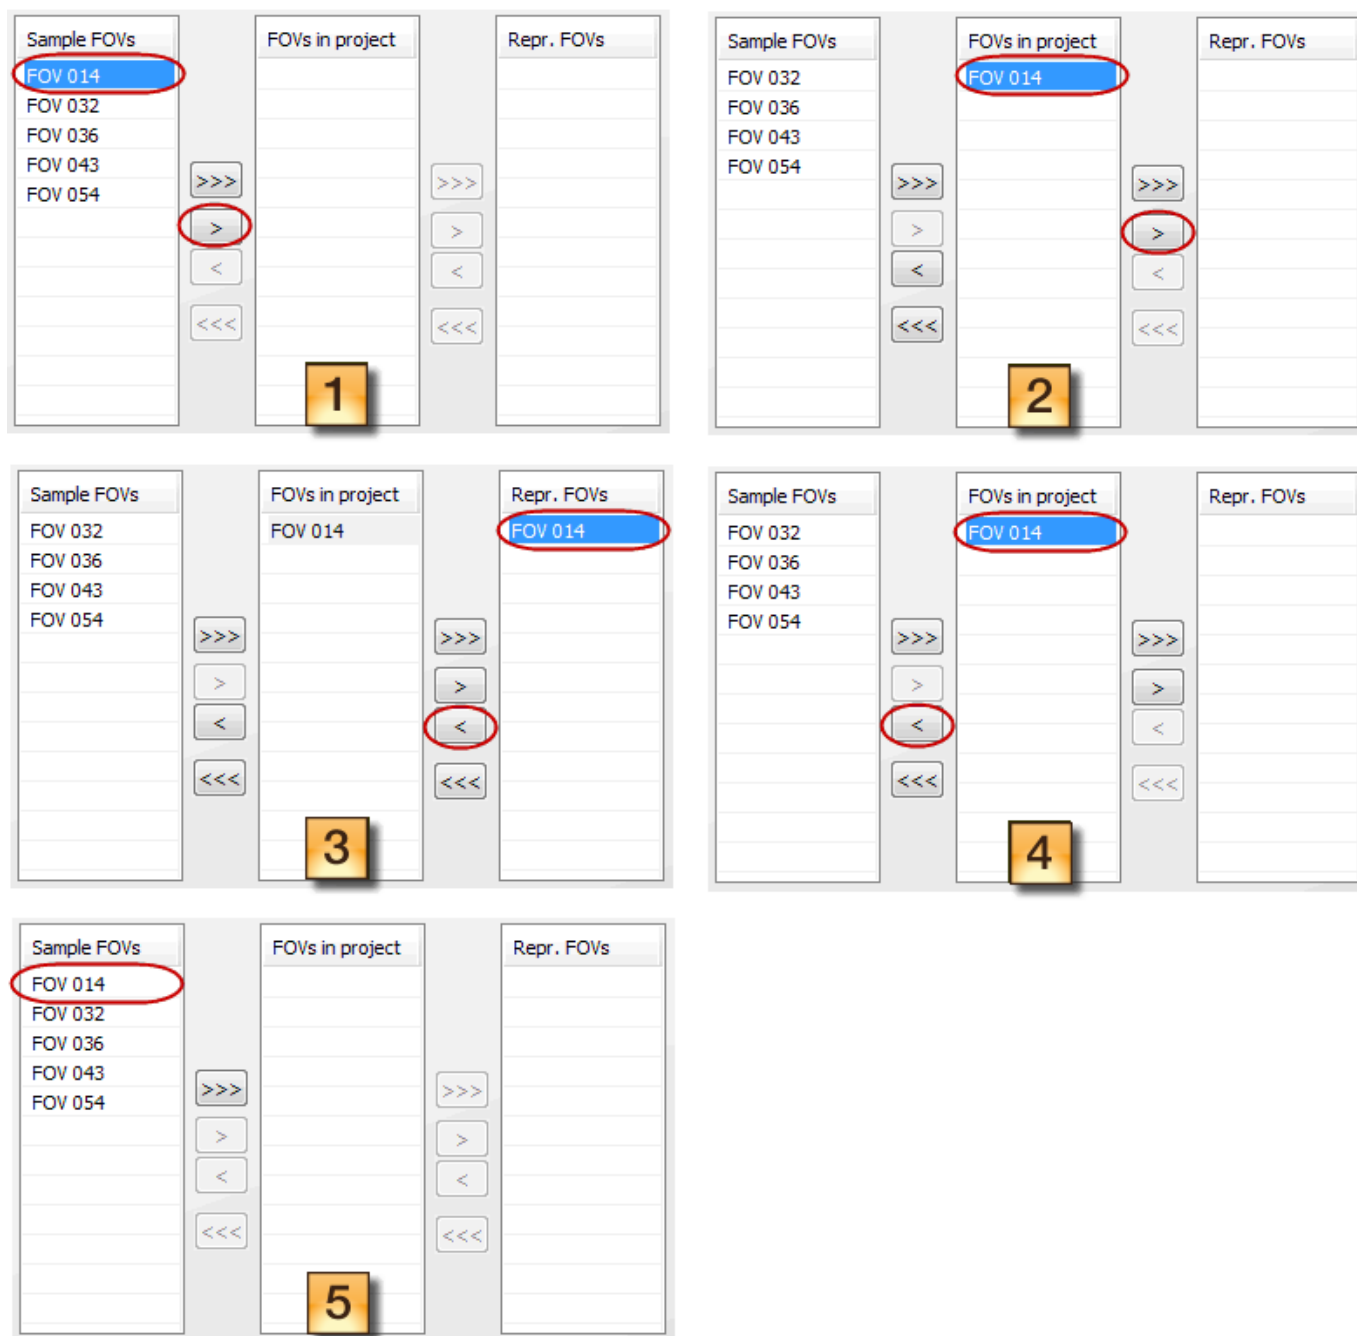 Sample FOVs FOVs in project Repr. FOVs
FOV 014
FOV 032
FOV 036
FOV 043
FOV 054
>>> >>>
> >
< <
<<< <<<
1
Sample FOVs FOVs in project Repr. FOVs
FOV 032 FOV 014
FOV 036
FOV 043
FOV 054
>>> >>>
> >
< <
<<< <<<
2
Sample FOVs FOVs in project Repr. FOVs
FOV 032 FOV 014 FOV 014
FOV 036
FOV 043
FOV 054
>>> >>>
> >
< <
<<< <<<
3
Sample FOVs FOVs in project Repr. FOVs
FOV 032 FOV 014
FOV 036
FOV 043
FOV 054
>>> >>>
> >
< <
<<< <<<
4
Sample FOVs FOVs in project Repr. FOVs
FOV 014
FOV 032
FOV 036
FOV 043
FOV 054
>>> >>>
> >
< <
<<< <<<
5